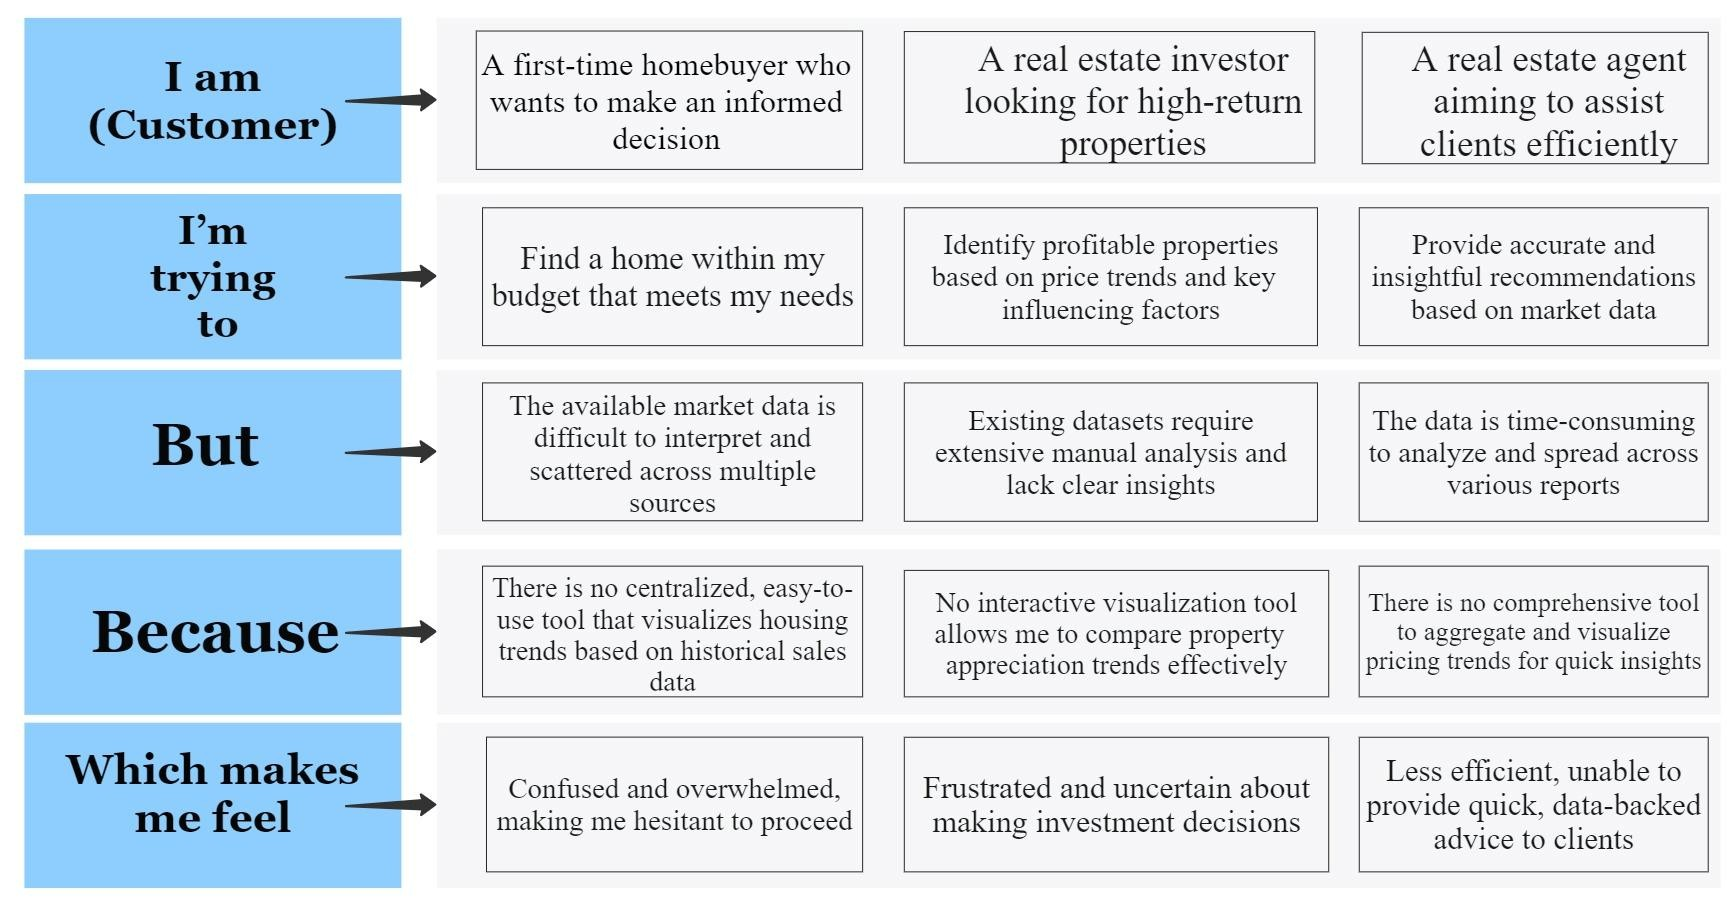 I am
(Customer)
A first-time homebuyer who
wants to make an informed
decision
A real estate investor
looking for high-return
properties
A real estate agent
aiming to assist
clients efficiently
I’m
trying
to
Find a home within my
budget that meets my needs
Identify profitable properties
based on price trends and key
influencing factors
Provide accurate and
insightful recommendations
based on market data
But
The available market data is
difficult to interpret and
scattered across multiple
sources
Existing datasets require
extensive manual analysis and
lack clear insights
The data is time-consuming
to analyze and spread across
various reports
Because
There is no centralized, easy-to-
use tool that visualizes housing
trends based on historical sales
data
No interactive visualization tool
allows me to compare property
appreciation trends effectively
There is no comprehensive tool
to aggregate and visualize
pricing trends for quick insights
Which makes
me feel
Confused and overwhelmed,
making me hesitant to proceed
Frustrated and uncertain about
making investment decisions
Less efficient, unable to
provide quick, data-backed
advice to clients